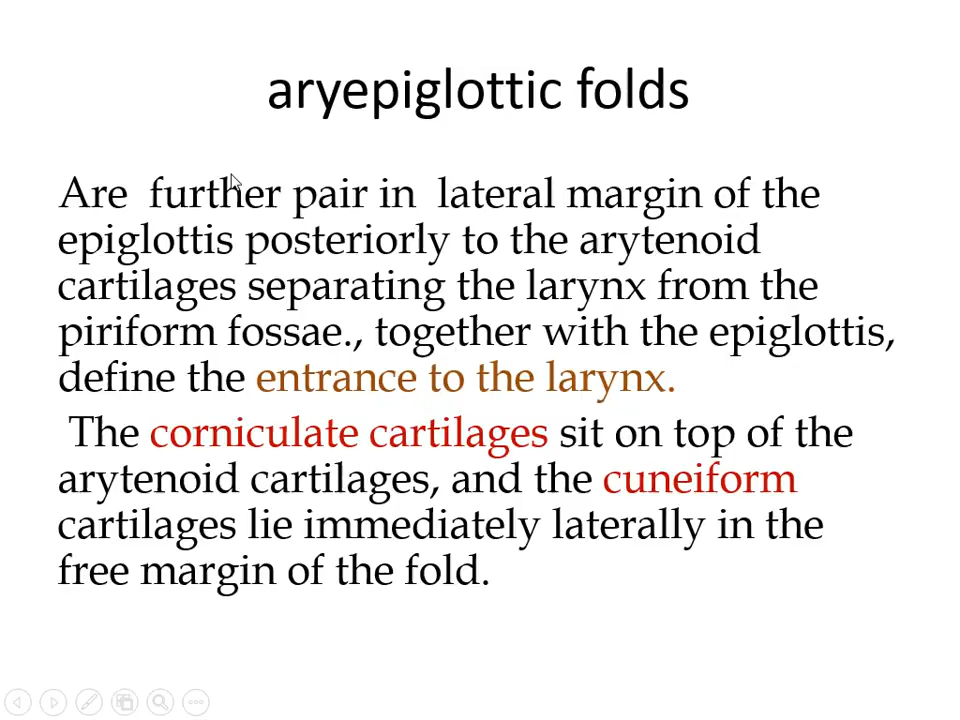 aryepiglottic folds
Are further pair in lateral margin of the
epiglottis posteriorly to the arytenoid
cartilages separating the larynx from the
piriform fossae., together with the epiglottis,
define the entrance to the larynx.
The corniculate cartilages sit on top of the
arytenoid cartilages, and the cuneiform
cartilages lie immediately laterally in the
free margin of the fold.